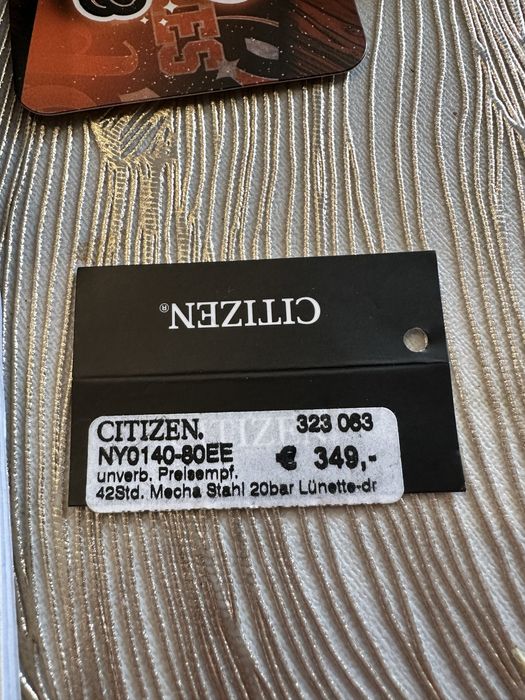 CITIZEN®
CITIZEN. 323 063
NY0140-80EE € 349,-
unverb. Preisempf.
42Std. Mecha Stahl 20bar Lünette-dr